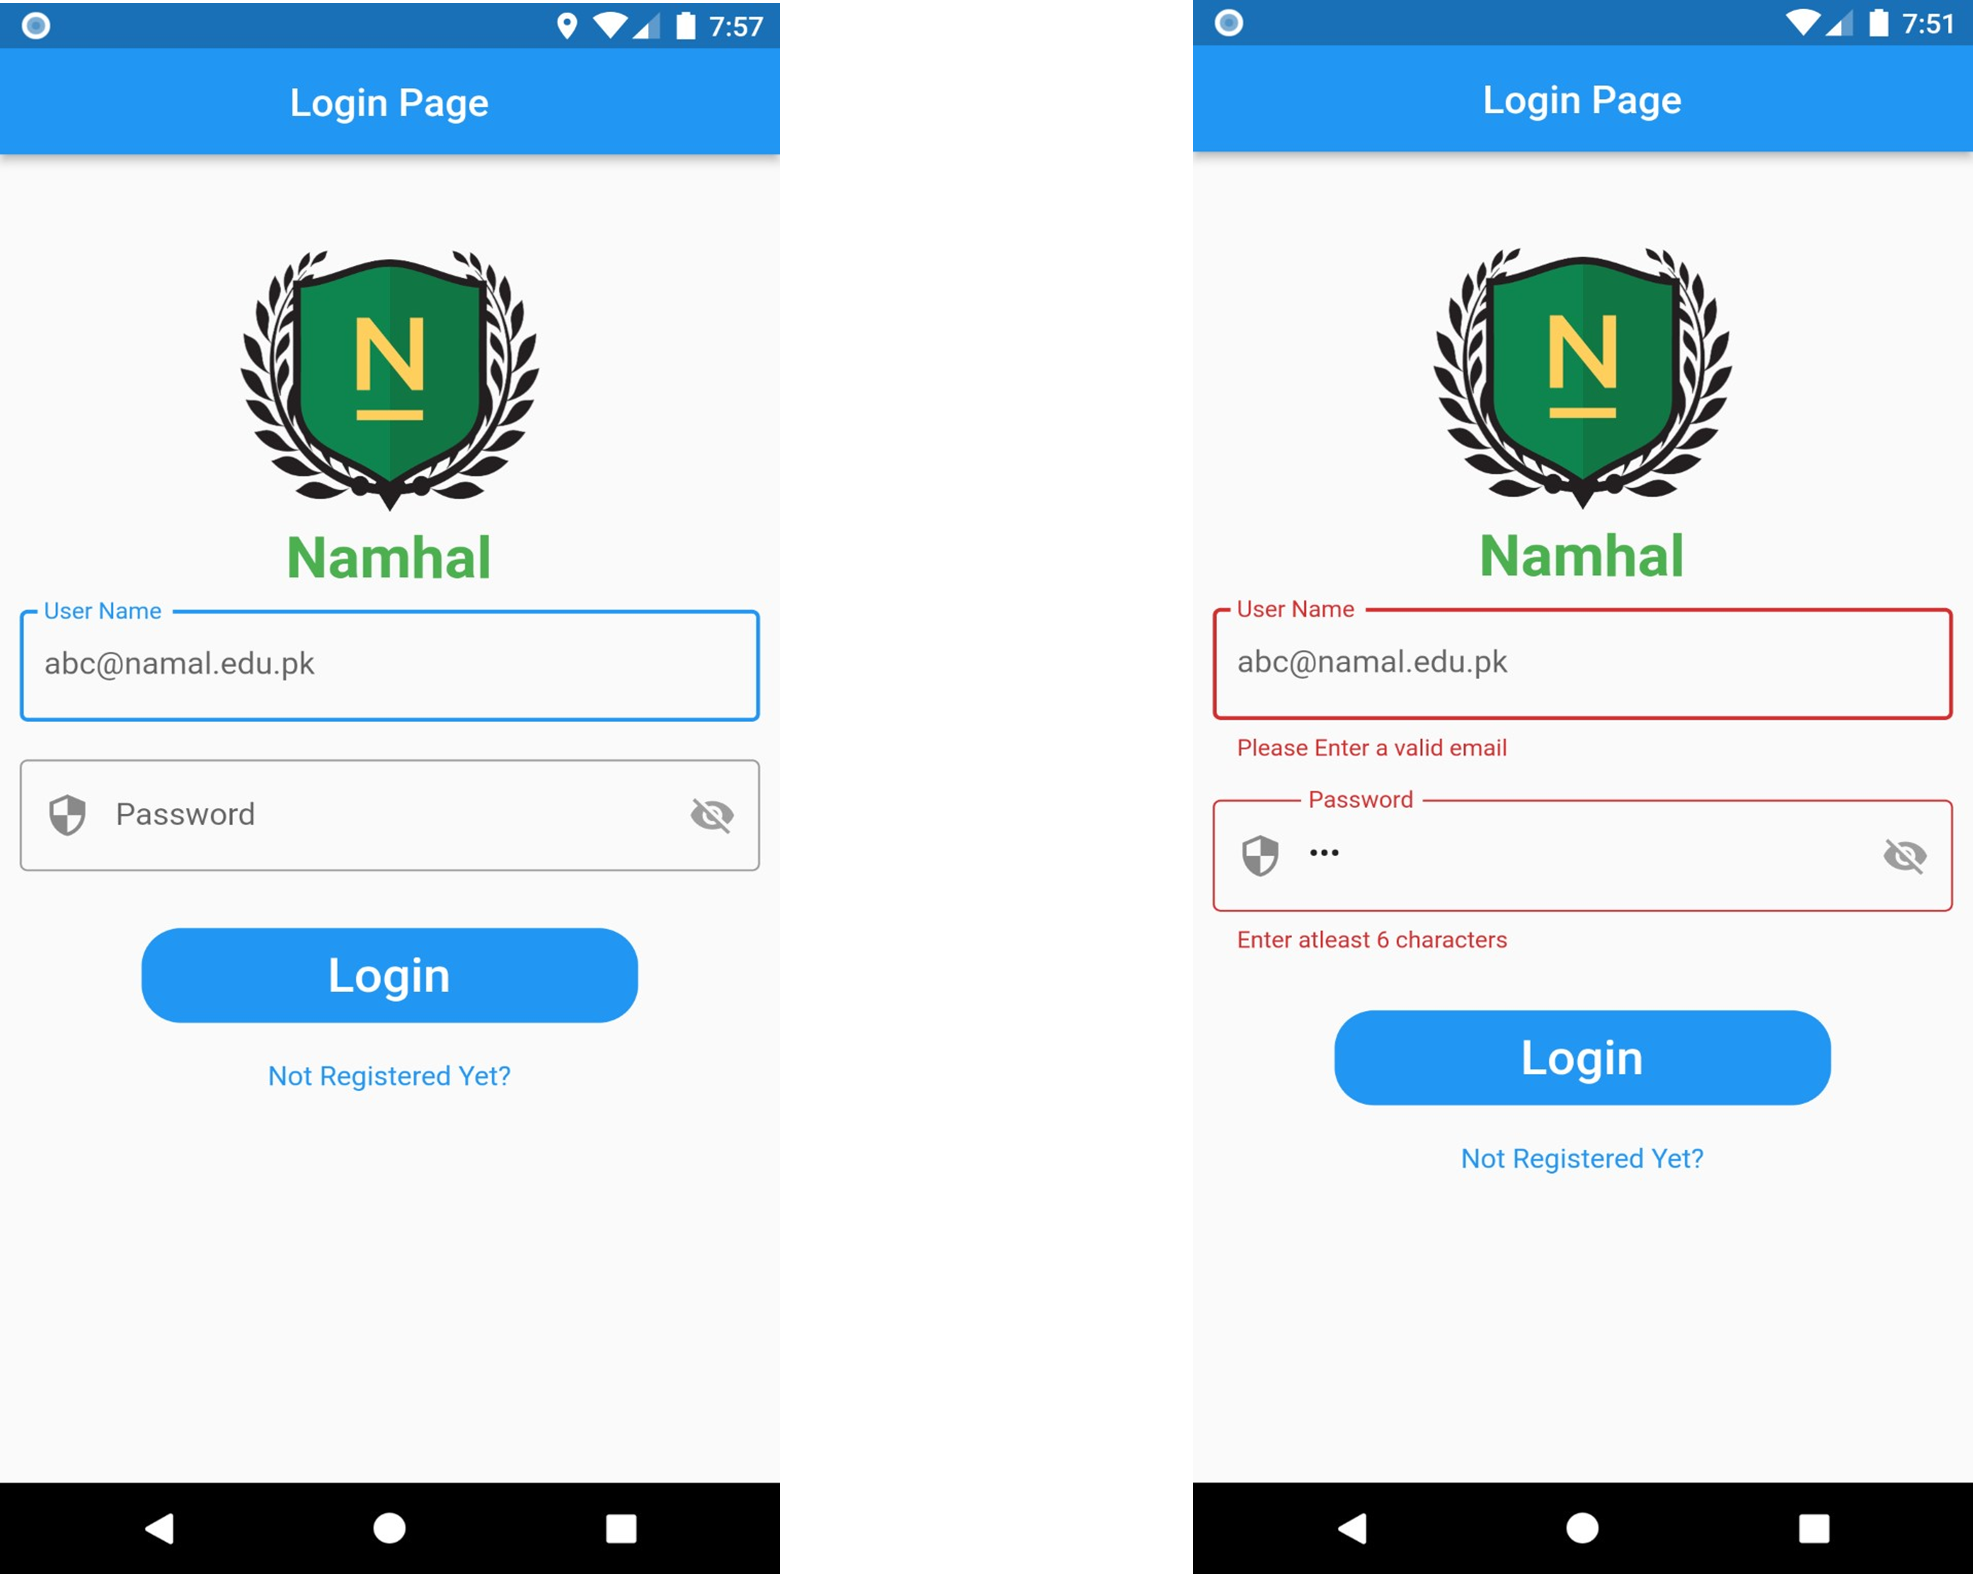 7:57
Login Page
N
Namhal
User Name
abc@namal.edu.pk
Password
Login
Not Registered Yet?
7:51
Login Page
N
Namhal
User Name
abc@namal.edu.pk
Please Enter a valid email
Password
•••
Enter atleast 6 characters
Login
Not Registered Yet?